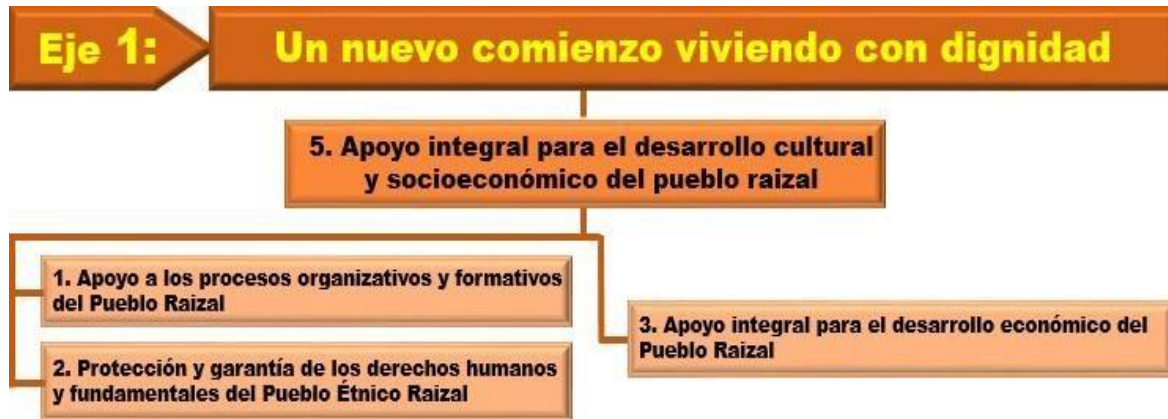 Eje 1:
Un nuevo comienzo viviendo con dignidad
5. Apoyo integral para el desarrollo cultural
y socioeconómico del pueblo raizal
1. Apoyo a los procesos organizativos y formativos
del Pueblo Raizal
2. Protección y garantía de los derechos humanos
y fundamentales del Pueblo Étnico Raizal
3. Apoyo integral para el desarrollo económico del
Pueblo Raizal